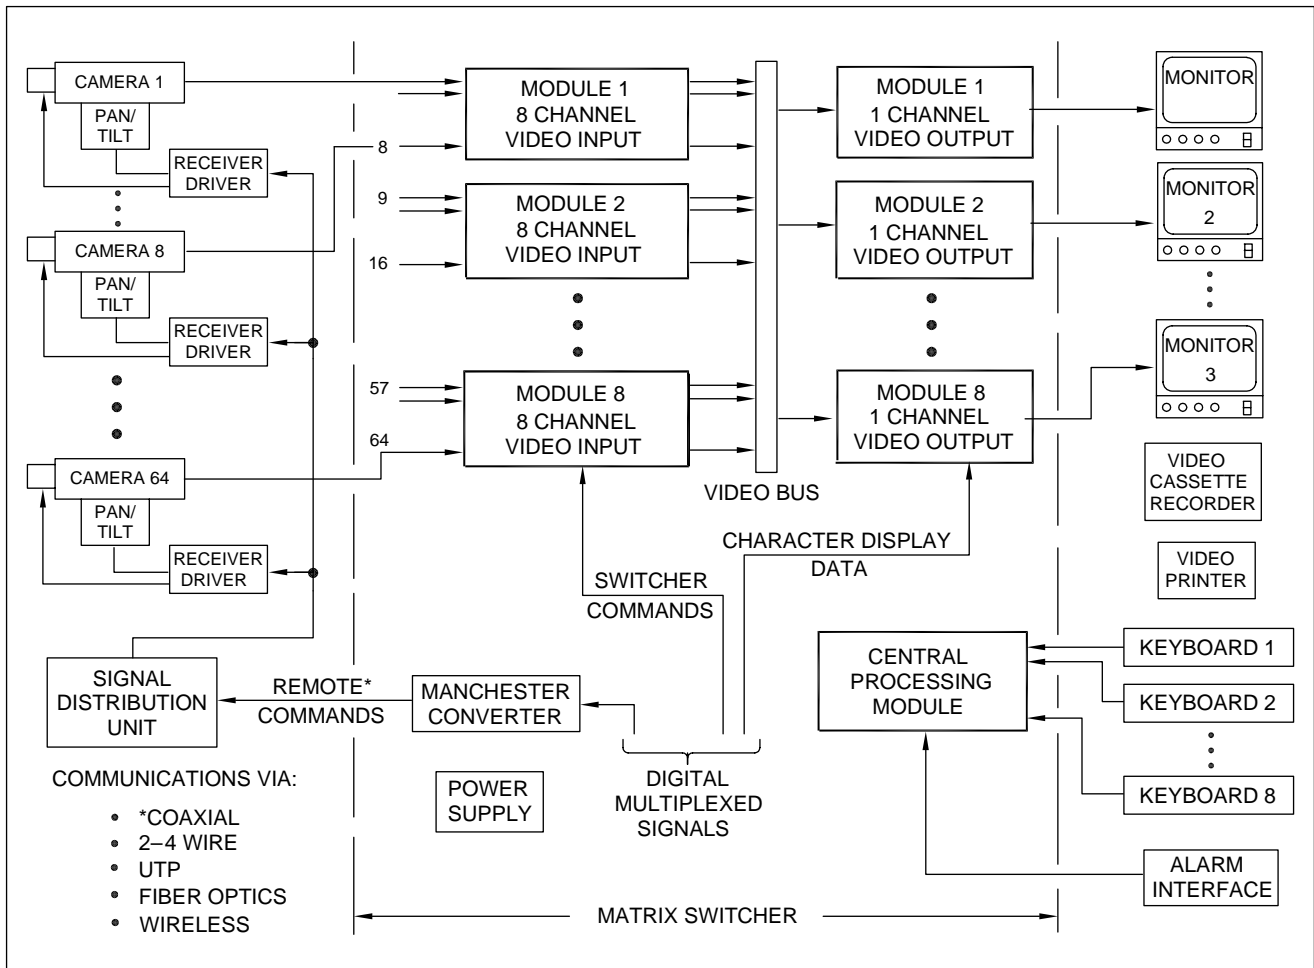 CAMERA 1
PAN/
TILT
RECEIVER
DRIVER
CAMERA 8
PAN/
TILT
RECEIVER
DRIVER
CAMERA 64
PAN/
TILT
RECEIVER
DRIVER
SIGNAL
DISTRIBUTION
UNIT
REMOTE*
COMMANDS
COMMUNICATIONS VIA:
• *COAXIAL
• 2–4 WIRE
• UTP
• FIBER OPTICS
• WIRELESS
8
9
16
57
64
MODULE 1
8 CHANNEL
VIDEO INPUT
MODULE 2
8 CHANNEL
VIDEO INPUT
MODULE 8
8 CHANNEL
VIDEO INPUT
VIDEO BUS
SWITCHER
COMMANDS
CHARACTER DISPLAY
DATA
MANCHESTER
CONVERTER
POWER
SUPPLY
DIGITAL
MULTIPLEXED
SIGNALS
MATRIX SWITCHER
MODULE 1
1 CHANNEL
VIDEO OUTPUT
MODULE 2
1 CHANNEL
VIDEO OUTPUT
MODULE 8
1 CHANNEL
VIDEO OUTPUT
CENTRAL
PROCESSING
MODULE
MONITOR
MONITOR
2
MONITOR
3
VIDEO
CASSETTE
RECORDER
VIDEO
PRINTER
KEYBOARD 1
KEYBOARD 2
KEYBOARD 8
ALARM
INTERFACE